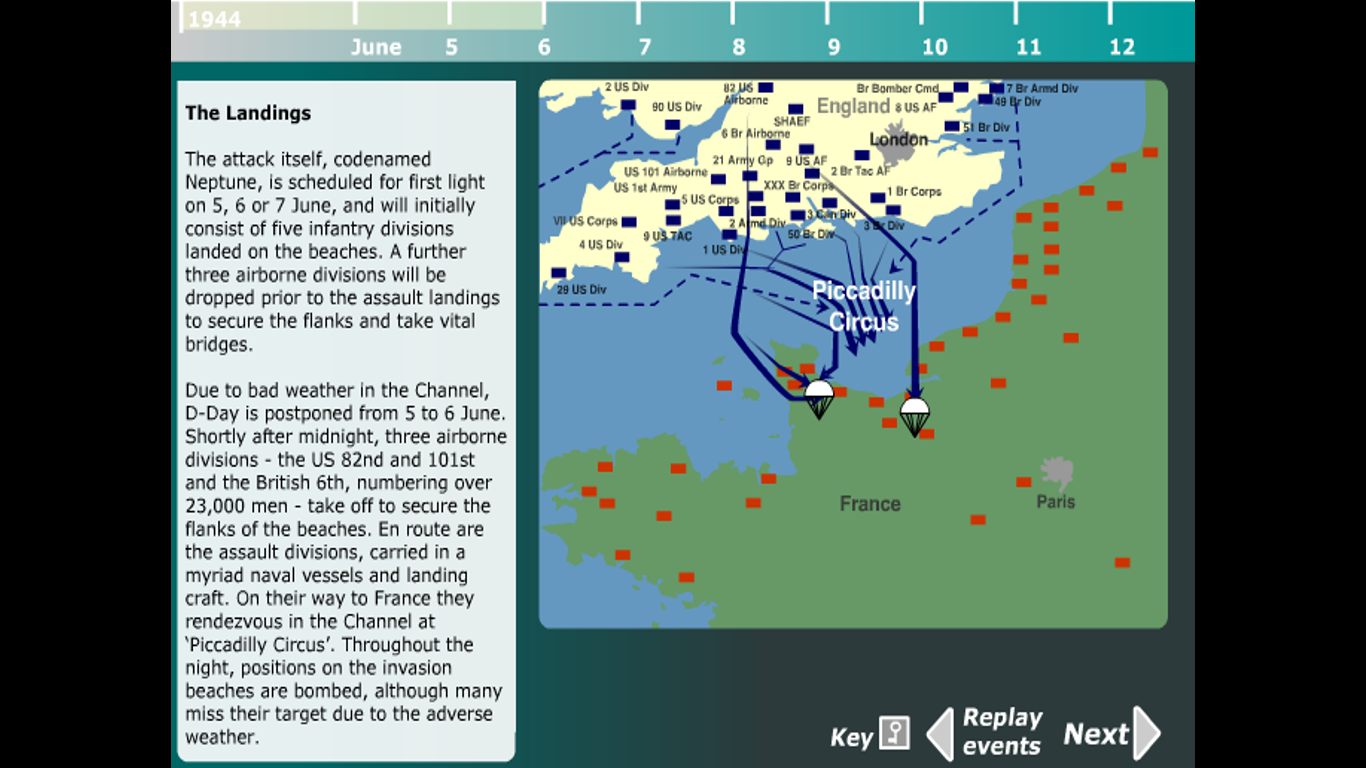 1944
June 5 6 7 8 9 10 11 12
The Landings
The attack itself, codenamed
Neptune, is scheduled for first light
on 5, 6 or 7 June, and will initially
consist of five infantry divisions
landed on the beaches. A further
three airborne divisions will be
dropped prior to the assault landings
to secure the flanks and take vital
bridges.
Due to bad weather in the Channel,
D-Day is postponed from 5 to 6 June.
Shortly after midnight, three airborne
divisions - the US 82nd and 101st
and the British 6th, numbering over
23,000 men - take off to secure the
flanks of the beaches. En route are
the assault divisions, carried in a
myriad naval vessels and landing
craft. On their way to France they
rendezvous in the Channel at
‘Piccadilly Circus’. Throughout the
night, positions on the invasion
beaches are bombed, although many
miss their target due to the adverse
weather.
2 US Div
90 US Div
82 US
Airborne
SHAEF
England
Br Bomber Cmd
8 US AF
7 Br Armd Div
49 Br Div
51 Br Div
London
6 Br Airborne
21 Army Gp
9 US AF
2 Br Tac AF
US 101 Airborne
US 1st Army
XXX Br Corps
1 Br Corps
5 US Corps
VII US Corps
9 US TAC
2 Armd Div
3 Can Div
3 Br Div
50 Br Div
4 US Div
1 US Div
29 US Div
Piccadilly
Circus
France
Paris
Key
Replay
events
Next